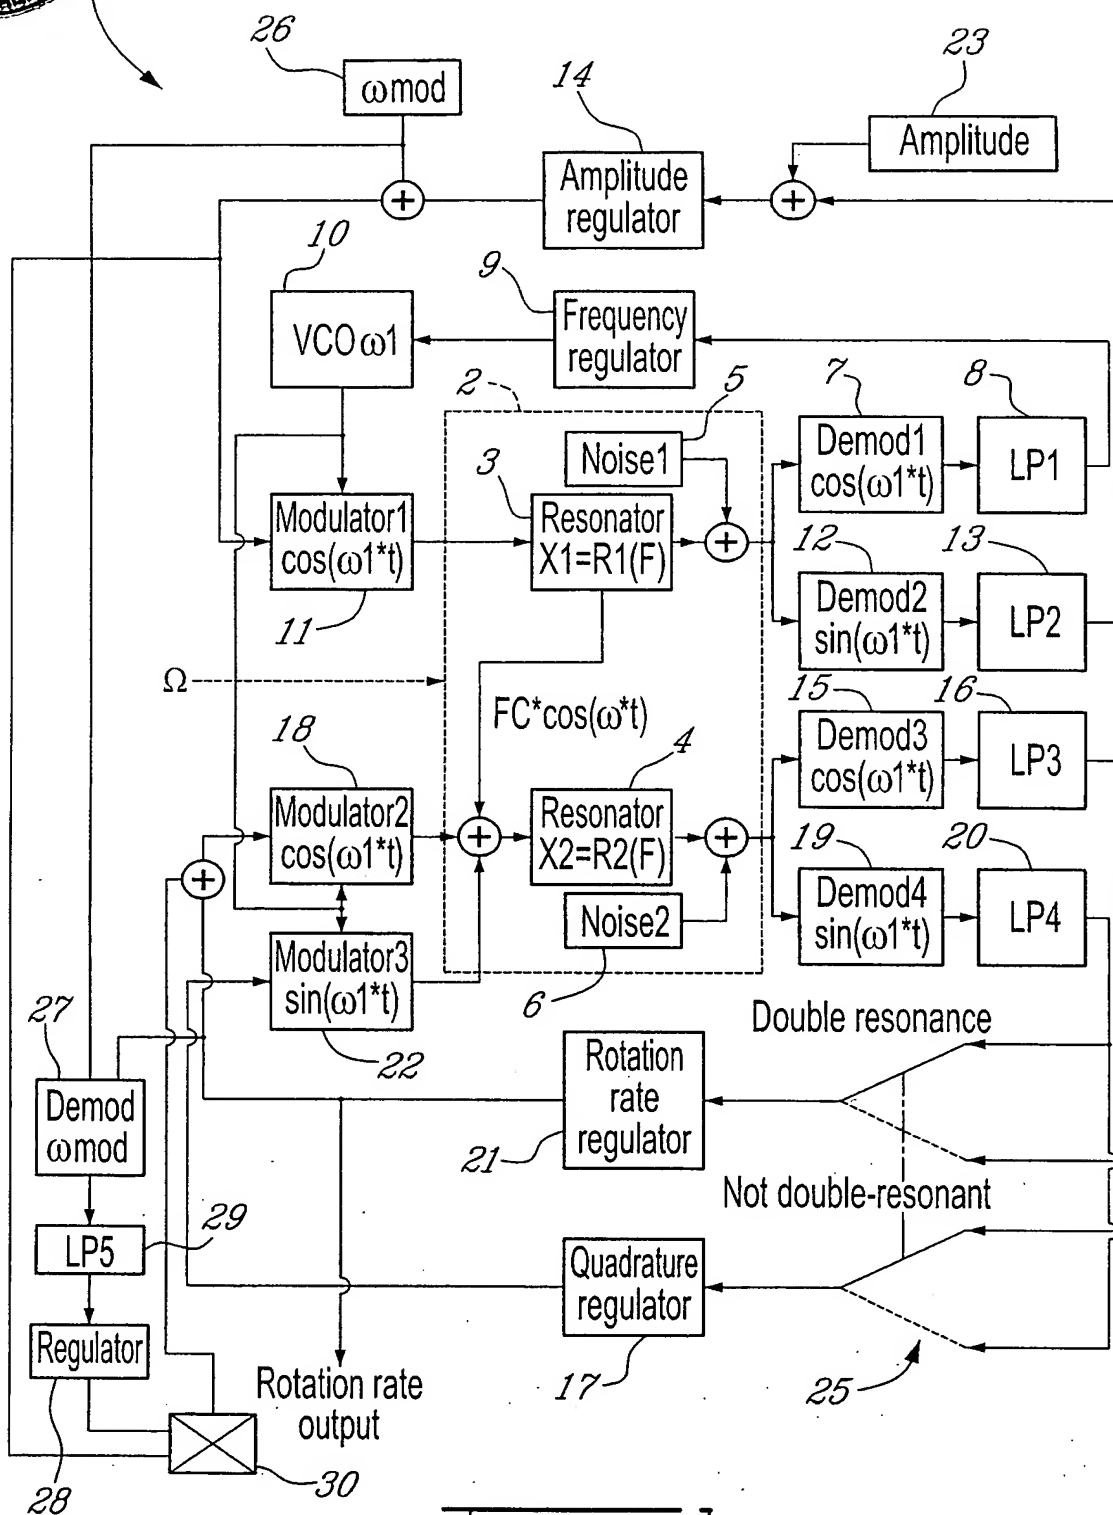 26
ωmod
14
23
Amplitude
Amplitude
regulator
10
VCO ω1
9
Frequency
regulator
2
5
Noise1
7
Demod1
cos(ω1*t)
8
LP1
3
Resonator
X1=R1(F)
Modulator1
cos(ω1*t)
11
12
Demod2
sin(ω1*t)
13
LP2
Ω
FC*cos(ω*t)
15
Demod3
cos(ω1*t)
16
LP3
18
Modulator2
cos(ω1*t)
4
Resonator
X2=R2(F)
Noise2
6
19
Demod4
sin(ω1*t)
20
LP4
Modulator3
sin(ω1*t)
22
27
Demod
ωmod
Double resonance
Rotation
rate
regulator
21
Not double-resonant
29
LP5
Quadrature
regulator
17
25
Regulator
28
Rotation rate
output
30